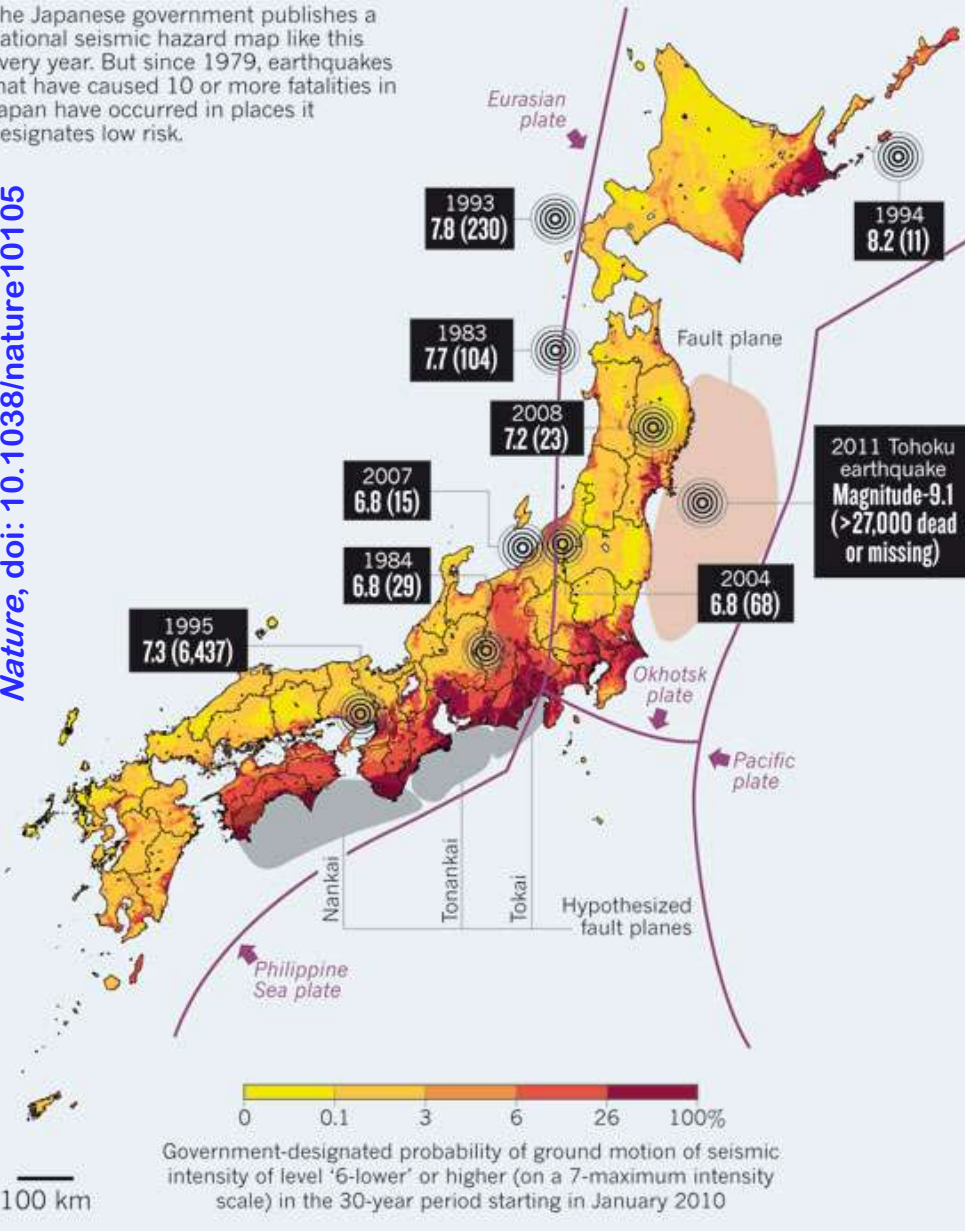 he Japanese government publishes a
ational seismic hazard map like this
very year. But since 1979, earthquakes
hat have caused 10 or more fatalities in
apan have occurred in places it
esignates low risk.
Nature, doi: 10.1038/nature10105
Eurasian
plate
1993
7.8 (230)
1994
8.2 (11)
1983
7.7 (104)
Fault plane
2008
7.2 (23)
2011 Tohoku
earthquake
Magnitude-9.1
(>27,000 dead
or missing)
2007
6.8 (15)
1984
6.8 (29)
2004
6.8 (68)
1995
7.3 (6,437)
Okhotsk
plate
Pacific
plate
Nankai
Tonankai
Tokai
Hypothesized
fault planes
Philippine
Sea plate
0 0.1 3 6 26 100%
Government-designated probability of ground motion of seismic
intensity of level ‘6-lower’ or higher (on a 7-maximum intensity
scale) in the 30-year period starting in January 2010
100 km